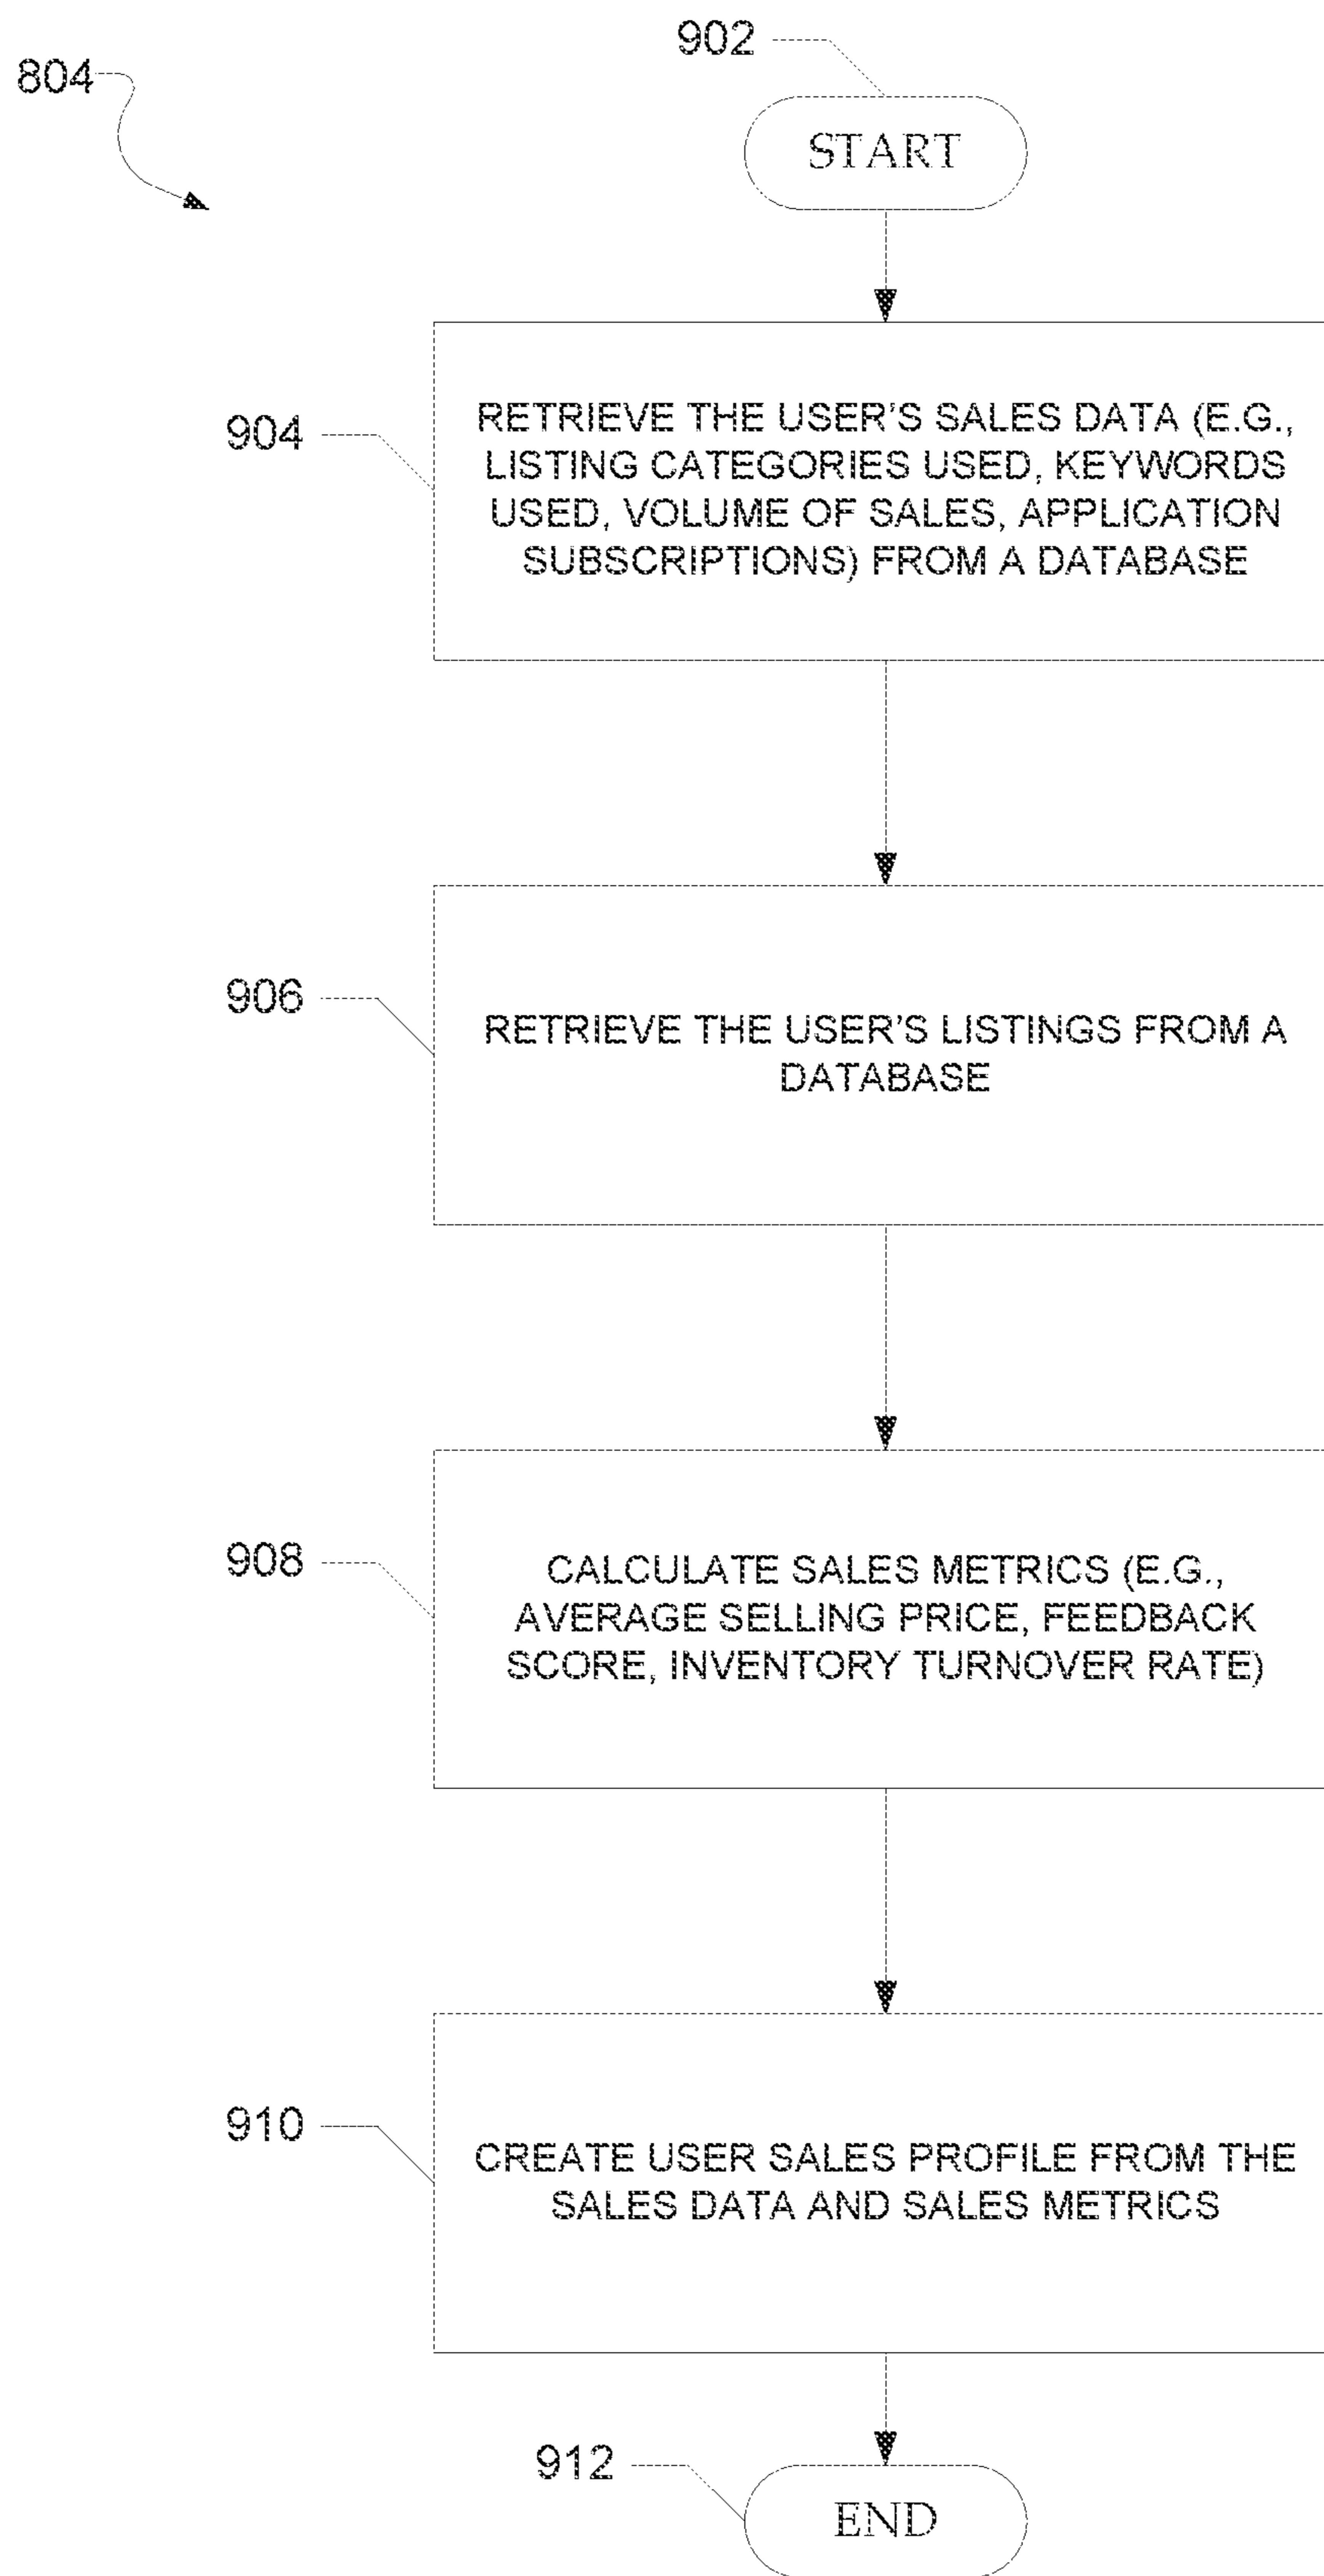 902
804
START
904
RETRIEVE THE USER'S SALES DATA (E.G.,
LISTING CATEGORIES USED, KEYWORDS
USED, VOLUME OF SALES, APPLICATION
SUBSCRIPTIONS) FROM A DATABASE
906
RETRIEVE THE USER'S LISTINGS FROM A
DATABASE
908
CALCULATE SALES METRICS (E.G.,
AVERAGE SELLING PRICE, FEEDBACK
SCORE, INVENTORY TURNOVER RATE)
910
CREATE USER SALES PROFILE FROM THE
SALES DATA AND SALES METRICS
912
END